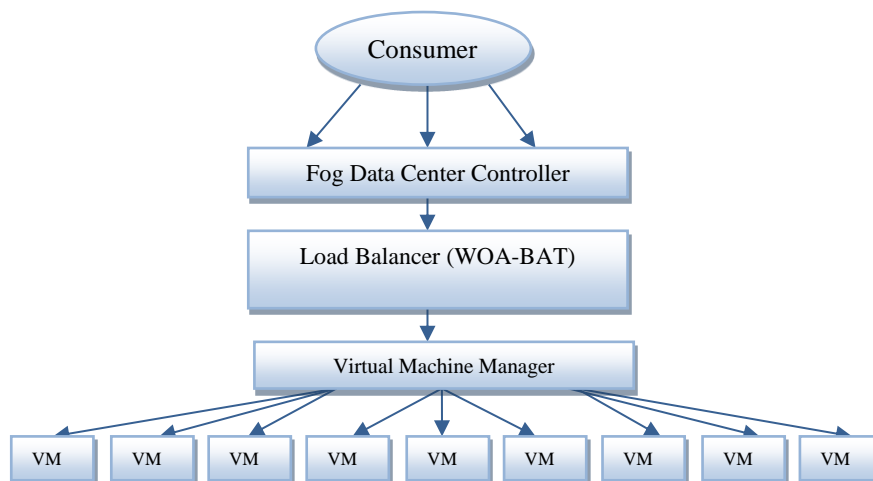 Consumer
Fog Data Center Controller
Load Balancer (WOA-BAT)
Virtual Machine Manager
VM VM VM VM VM VM VM VM VM